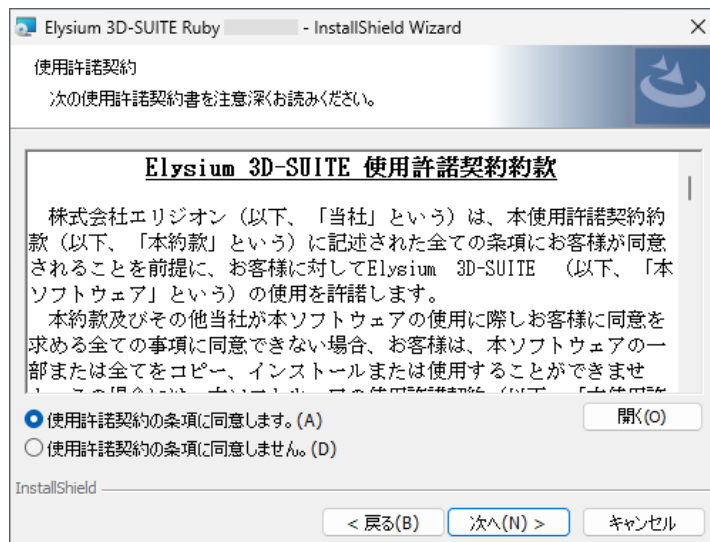 Elysium 3D-SUITE Ruby - InstallShield Wizard
使用許諾契約
次の使用許諾契約書を注意深くお読みください。
Elysium 3D-SUITE 使用許諾契約約款
株式会社エリジオン（以下、「当社」という）は、本使用許諾契約約
款（以下、「本約款」という）に記述された全ての条項にお客様が同意
されることを前提に、お客様に対してElysium 3D-SUITE （以下、「本
ソフトウェア」という）の使用を許諾します。
本約款及びその他当社が本ソフトウェアの使用に際しお客様に同意を
求める全ての事項に同意できない場合、お客様は、本ソフトウェアの一
部または全てをコピー、インストールまたは使用することができませ
使用許諾契約の条項に同意します。(A)
開く(O)
使用許諾契約の条項に同意しません。(D)
InstallShield
< 戻る(B)
次へ(N) >
キャンセル